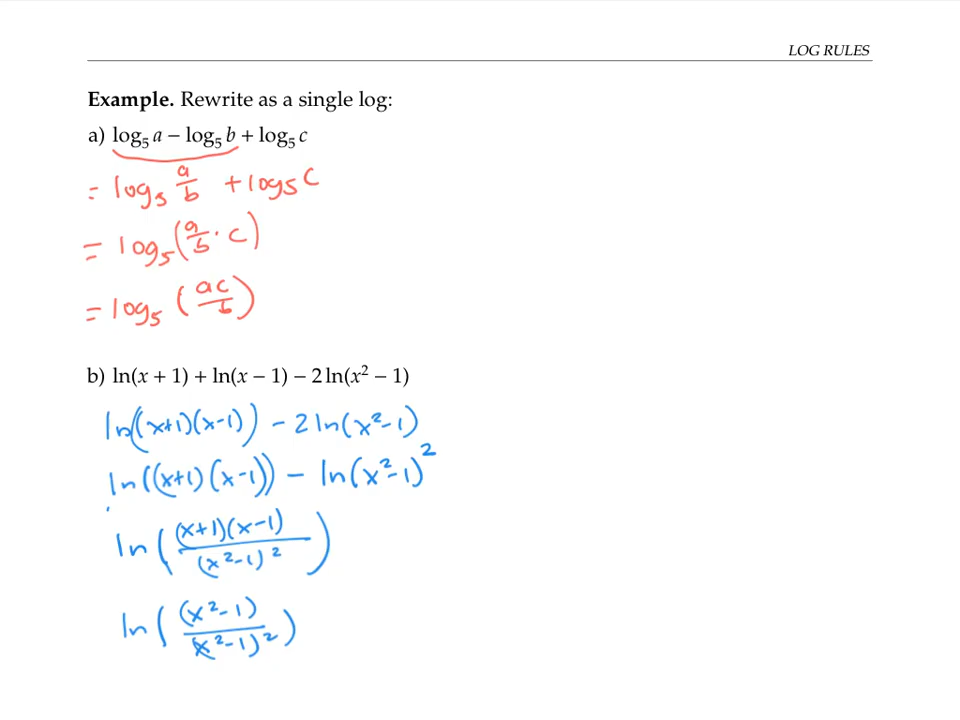 LOG RULES
Example. Rewrite as a single log:
a) log₅ a − log₅ b + log₅ c
= log₅ a/b + log5 c
= log₅(a/b · c)
= log₅ (ac/b)
b) ln(x + 1) + ln(x − 1) − 2 ln(x² − 1)
ln((x+1)(x-1)) - 2 ln(x²-1)
ln((x+1)(x-1)) - ln(x²-1)²
ln((x+1)(x-1)/(x²-1)²)
ln((x²-1)/(x²-1)²)